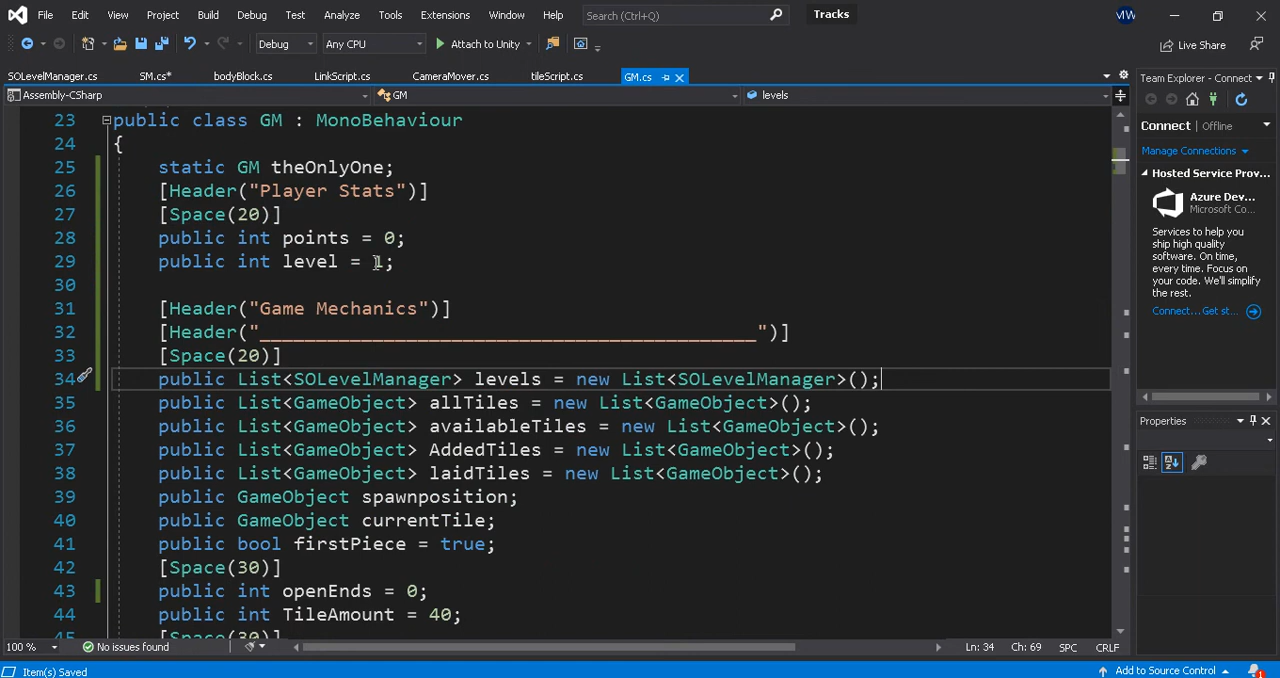 File Edit View Project Build Debug Test Analyze Tools Extensions Window Help Search (Ctrl+Q) Tracks MW
Debug Any CPU Attach to Unity Live Share
SOLevelManager.cs SM.cs* bodyBlock.cs LinkScript.cs CameraMover.cs tileScript.cs GM.cs
Assembly-CSharp GM levels
23 public class GM : MonoBehaviour
24 {
25 static GM theOnlyOne;
26 [Header("Player Stats")]
27 [Space(20)]
28 public int points = 0;
29 public int level = 1;
30
31 [Header("Game Mechanics")]
32 [Header("____________________________________________")]
33 [Space(20)]
34 public List<SOLevelManager> levels = new List<SOLevelManager>();
35 public List<GameObject> allTiles = new List<GameObject>();
36 public List<GameObject> availableTiles = new List<GameObject>();
37 public List<GameObject> AddedTiles = new List<GameObject>();
38 public List<GameObject> laidTiles = new List<GameObject>();
39 public GameObject spawnposition;
40 public GameObject currentTile;
41 public bool firstPiece = true;
42 [Space(30)]
43 public int openEnds = 0;
44 public int TileAmount = 40;
45 [Space(30)]
100 % No issues found Ln: 34 Ch: 69 SPC CRLF
Item(s) Saved Add to Source Control
Team Explorer - Connect
Connect | Offline
Manage Connections
Hosted Service Prov...
Azure Dev...
Microsoft Co...
Services to help you
ship high quality
software. On-time,
every time. Focus on
your code. We'll simplify
the rest.
Connect... Get st...
Properties